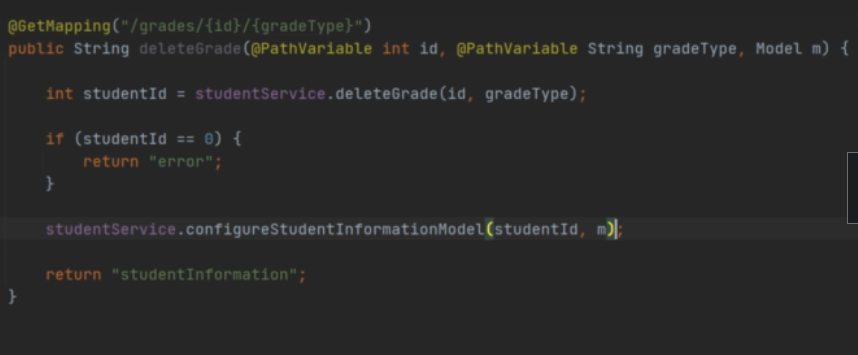 @GetMapping("/grades/{id}/{gradeType}")
public String deleteGrade(@PathVariable int id, @PathVariable String gradeType, Model m) {
int studentId = studentService.deleteGrade(id, gradeType);
if (studentId == 0) {
return "error";
}
studentService.configureStudentInformationModel(studentId, m);
return "studentInformation";
}